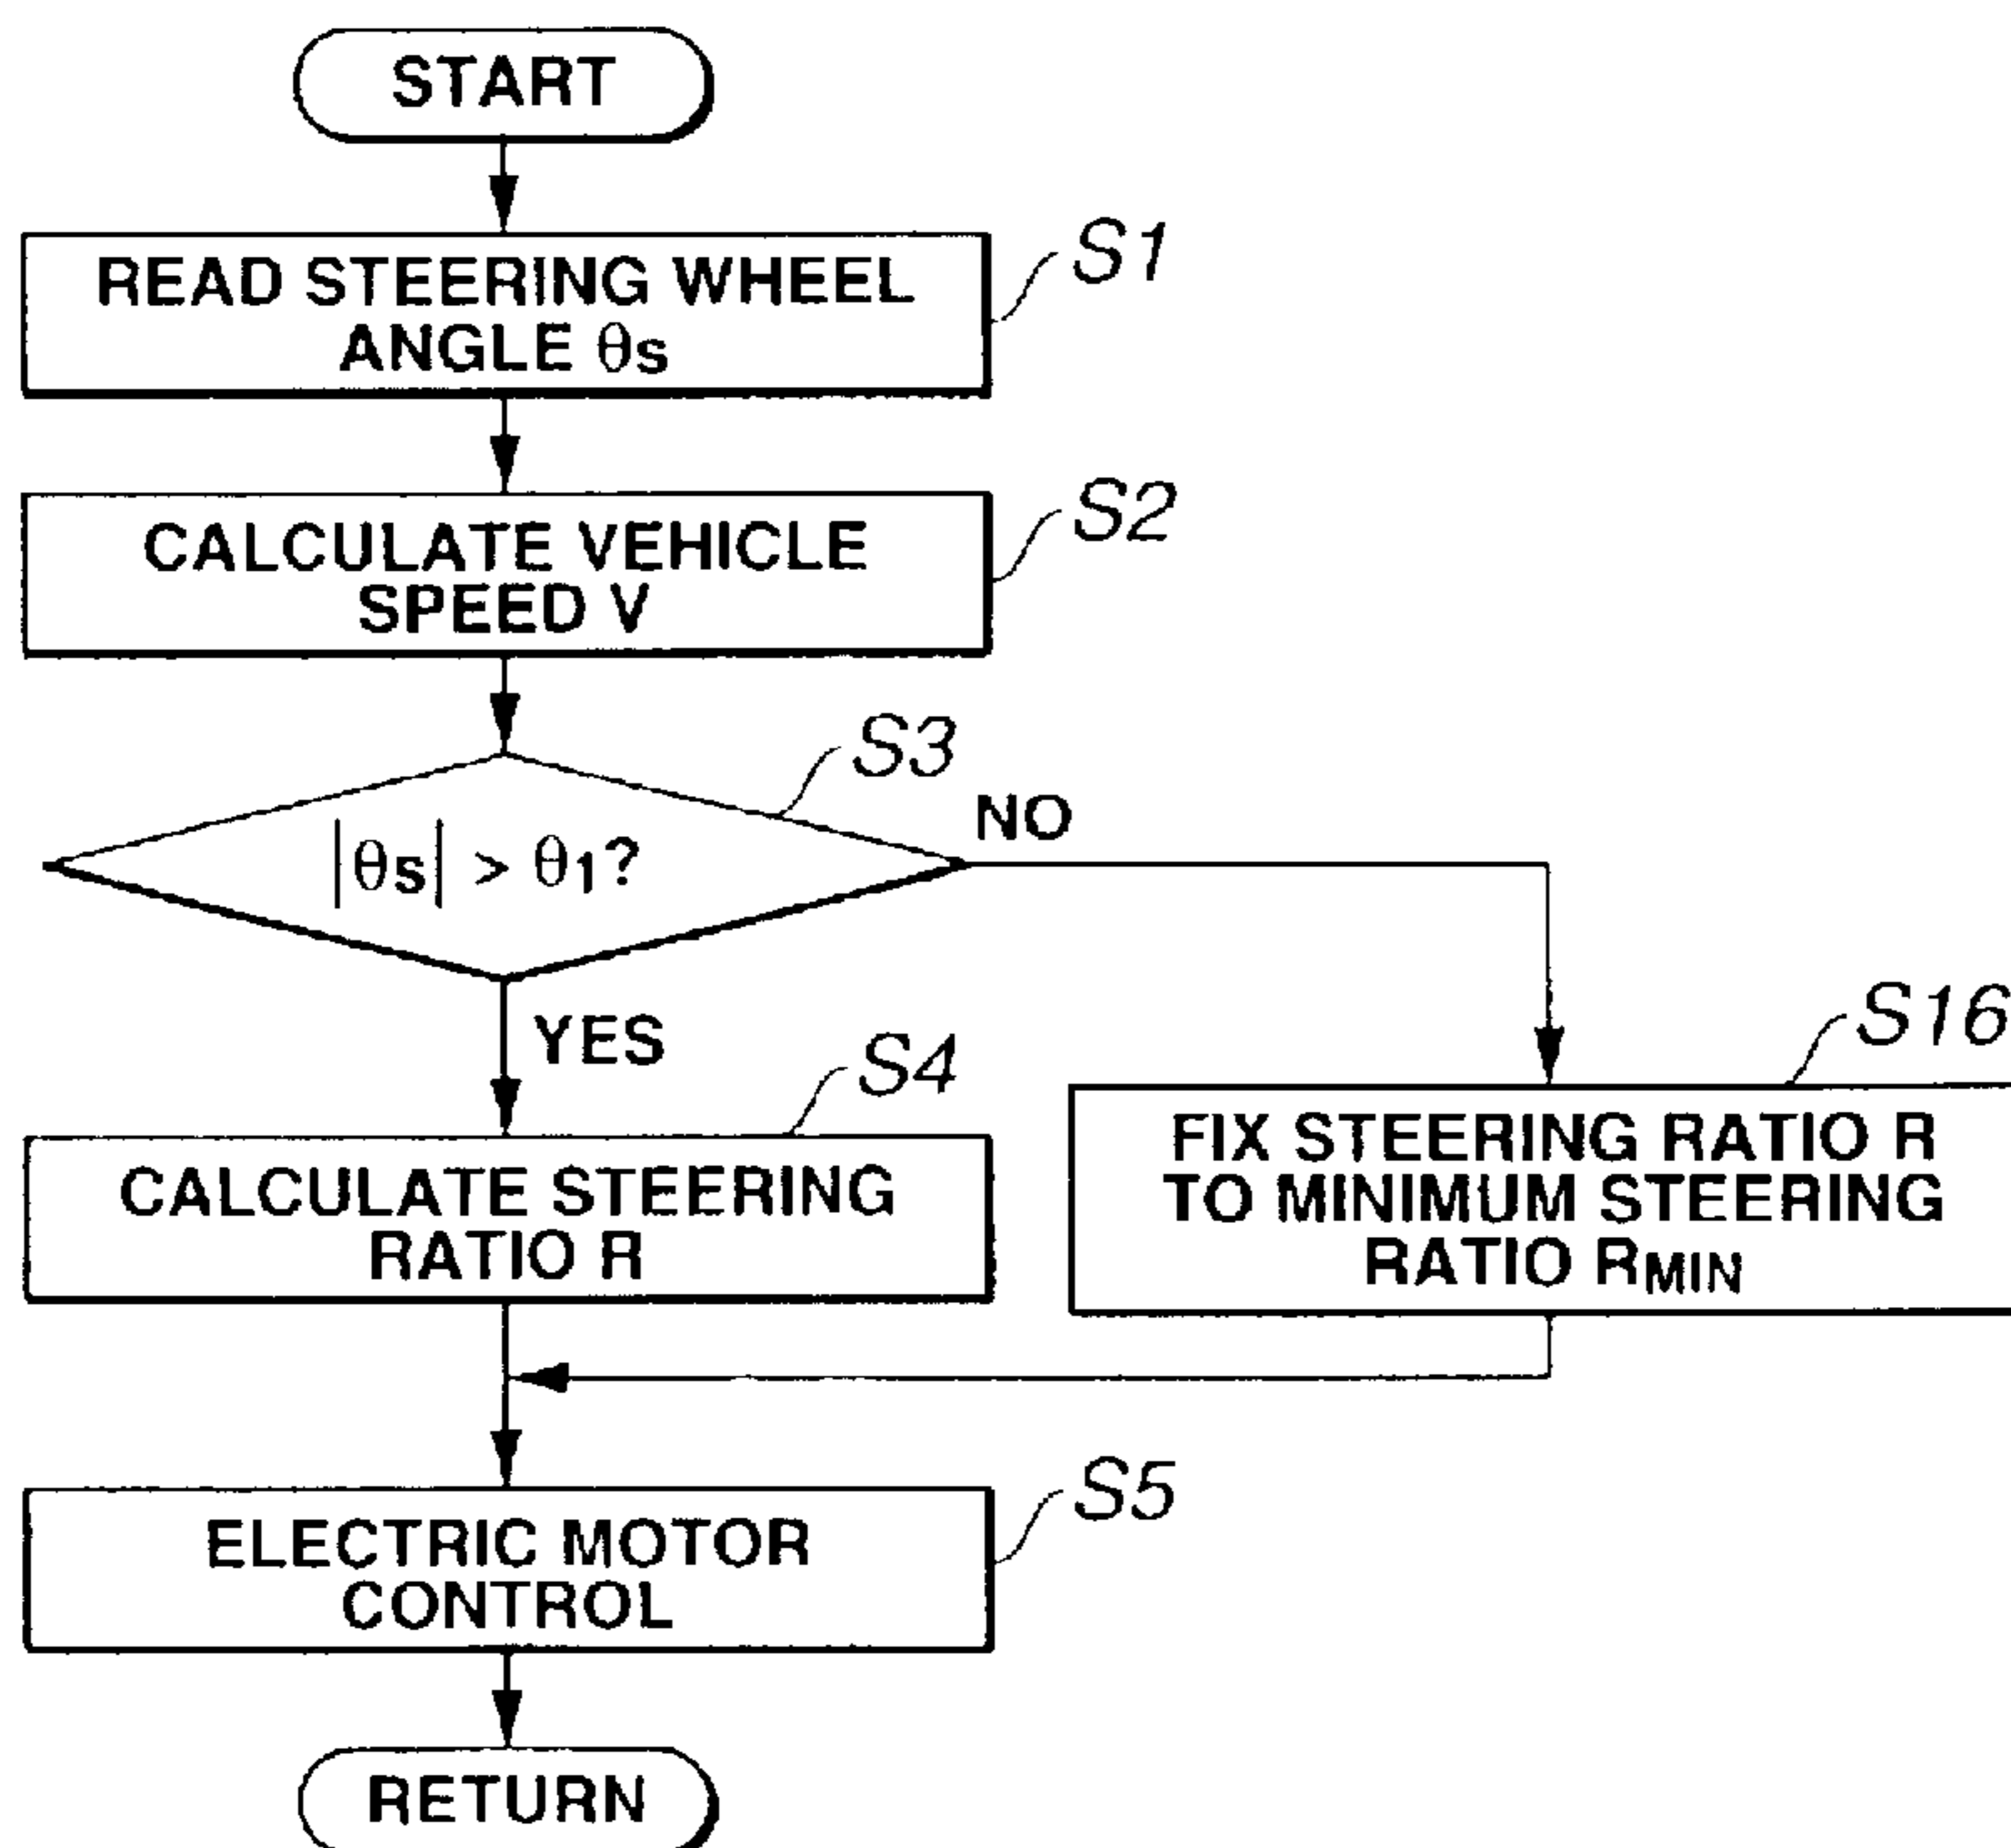 START
READ STEERING WHEEL
ANGLE θs
S1
CALCULATE VEHICLE
SPEED V
S2
S3
|θs| > θ1?
NO
YES
S4
CALCULATE STEERING
RATIO R
S16
FIX STEERING RATIO R
TO MINIMUM STEERING
RATIO RMIN
ELECTRIC MOTOR
CONTROL
S5
RETURN